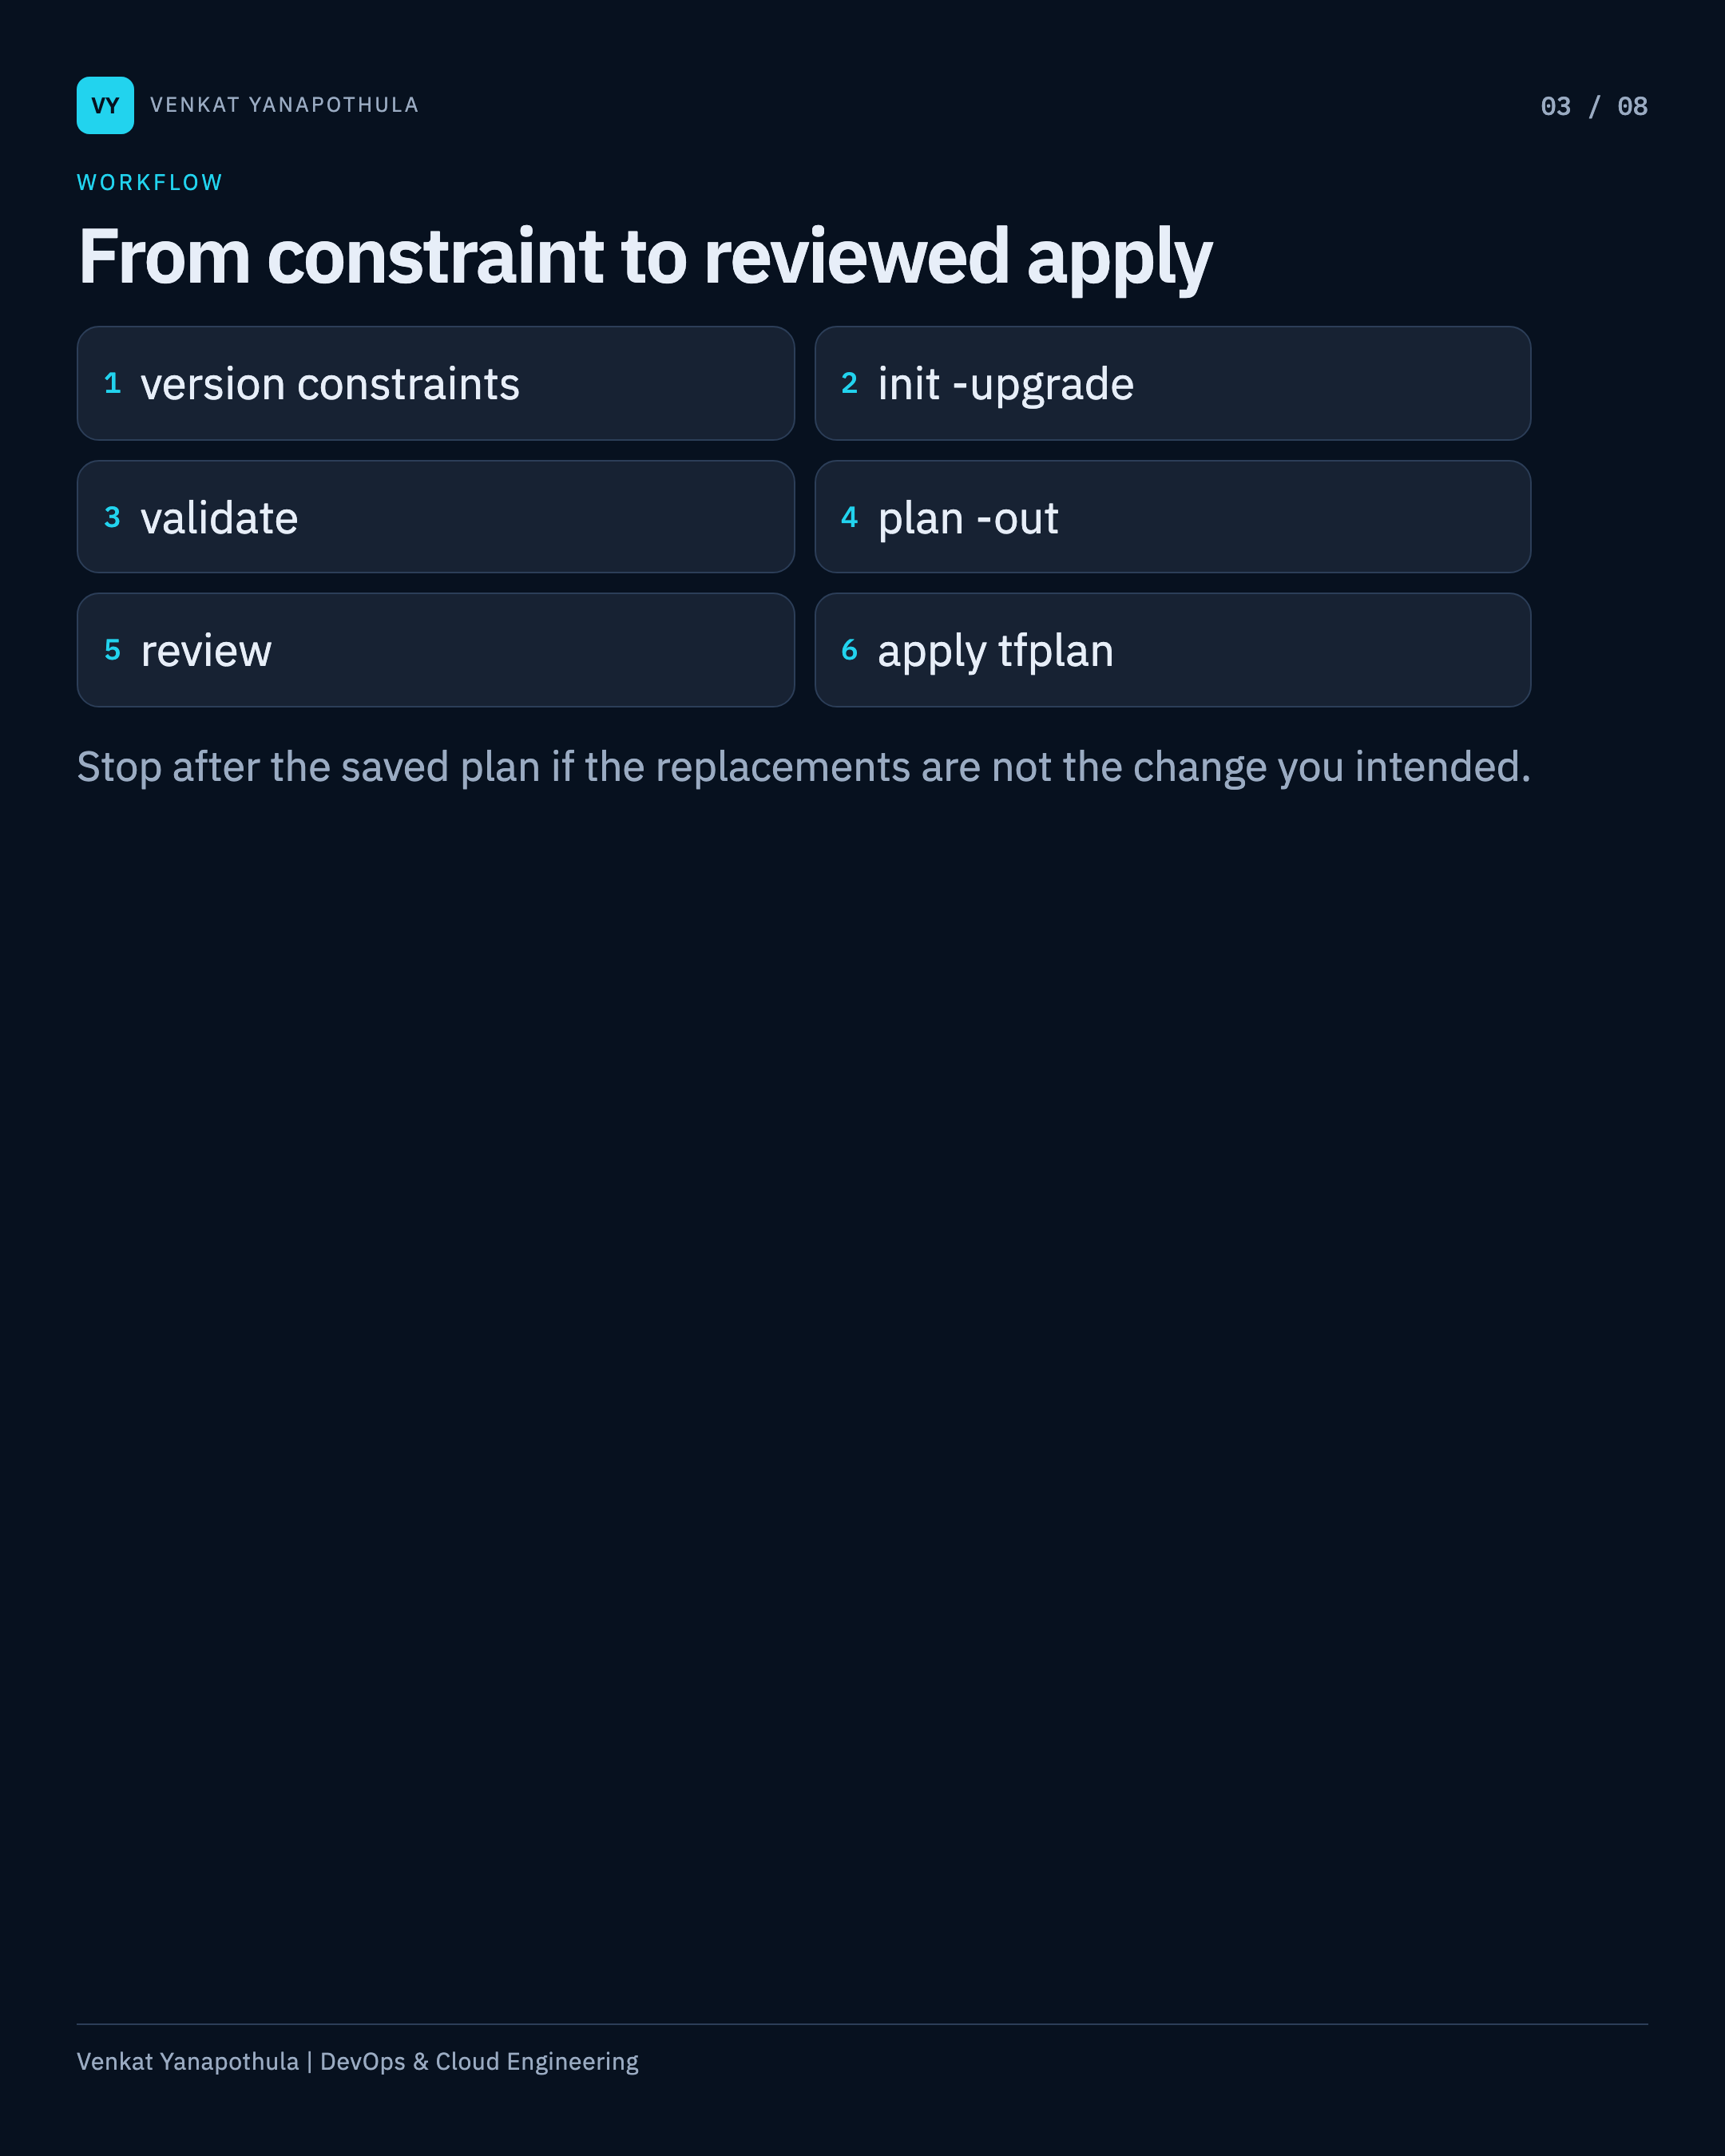 VY VENKAT YANAPOTHULA
03 / 08
WORKFLOW
From constraint to reviewed apply
1 version constraints
2 init -upgrade
3 validate
4 plan -out
5 review
6 apply tfplan
Stop after the saved plan if the replacements are not the change you intended.
Venkat Yanapothula | DevOps & Cloud Engineering